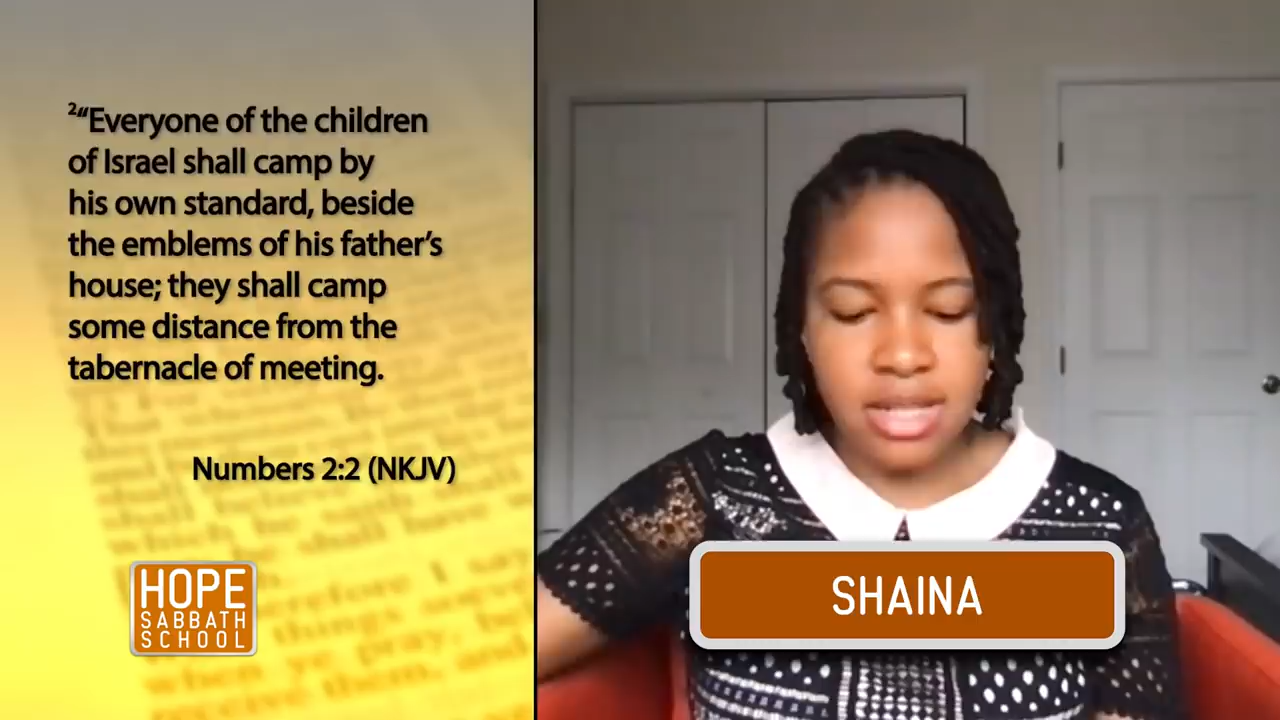 ²“Everyone of the children
of Israel shall camp by
his own standard, beside
the emblems of his father’s
house; they shall camp
some distance from the
tabernacle of meeting.
Numbers 2:2 (NKJV)
HOPE
SABBATH
SCHOOL
SHAINA